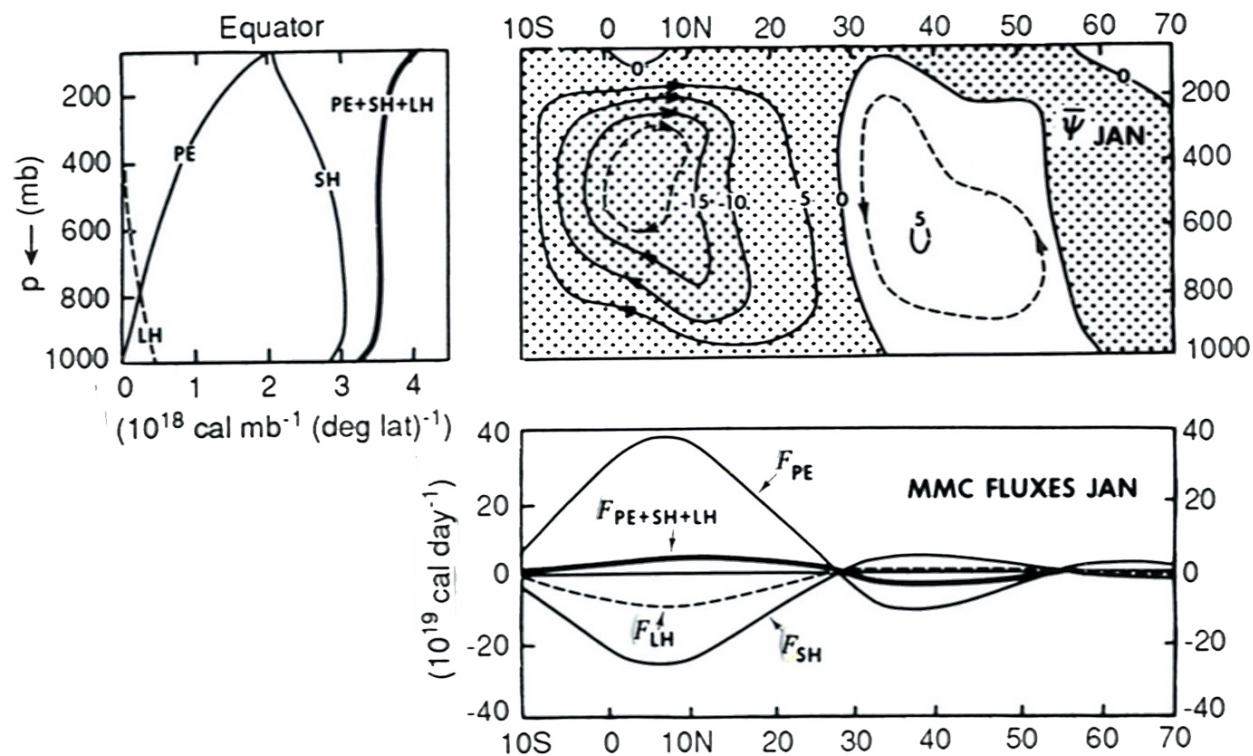 Equator
200
400
600
800
1000
p ← (mb)
PE
SH
LH
PE+SH+LH
0 1 2 3 4
(10¹⁸ cal mb⁻¹ (deg lat)⁻¹)
10S 0 10N 20 30 40 50 60 70
0
0
ψ̅ JAN
15 10 5 0
5
200
400
600
800
1000
40
20
0
-20
-40
(10¹⁹ cal day⁻¹)
MMC FLUXES JAN
F_PE
F_PE+SH+LH
F_LH
F_SH
40
20
0
-20
-40
10S 0 10N 20 30 40 50 60 70